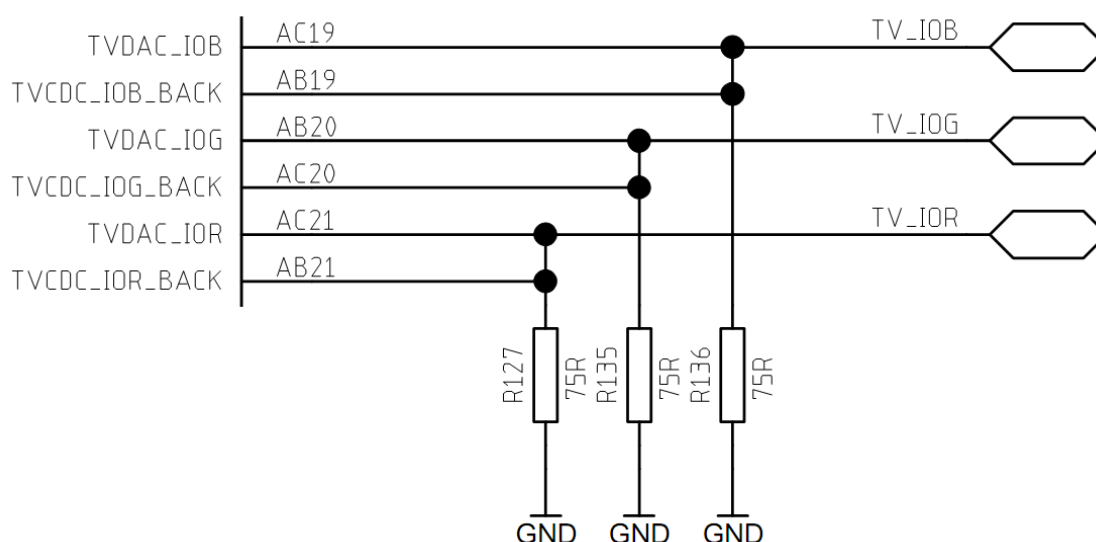 TVDAC_IOB AC19 TV_IOB
TVCDC_IOB_BACK AB19
TVDAC_IOG AB20 TV_IOG
TVCDC_IOG_BACK AC20
TVDAC_IOR AC21 TV_IOR
TVCDC_IOR_BACK AB21
R127 75R R135 75R R136 75R
GND GND GND